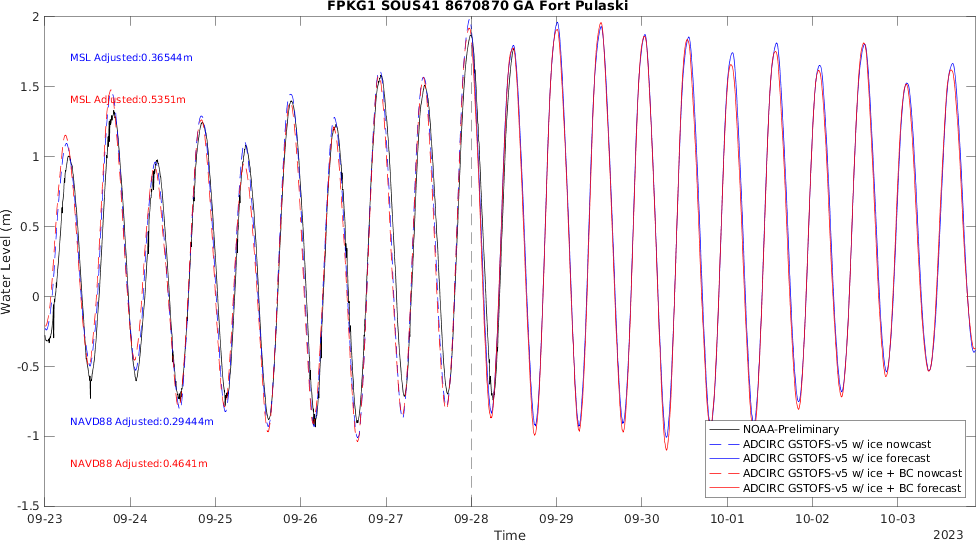 FPKG1 SOUS41 8670870 GA Fort Pulaski
2
1.5
1
0.5
0
-0.5
-1
-1.5
Water Level (m)
MSL Adjusted:0.36544m
MSL Adjusted:0.5351m
NAVD88 Adjusted:0.29444m
NAVD88 Adjusted:0.4641m
NOAA-Preliminary
ADCIRC GSTOFS-v5 w/ ice nowcast
ADCIRC GSTOFS-v5 w/ ice forecast
ADCIRC GSTOFS-v5 w/ ice + BC nowcast
ADCIRC GSTOFS-v5 w/ ice + BC forecast
09-23 09-24 09-25 09-26 09-27 09-28 09-29 09-30 10-01 10-02 10-03
Time
2023